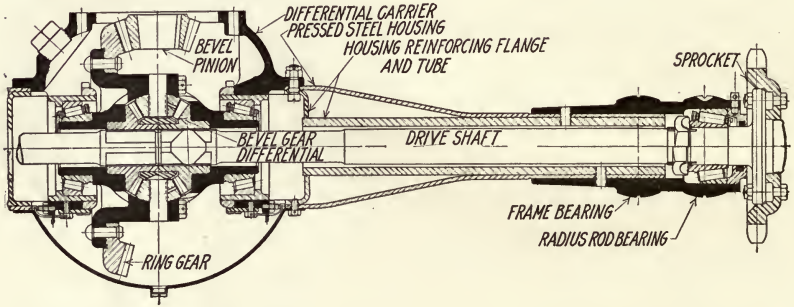 DIFFERENTIAL CARRIER
PRESSED STEEL HOUSING
HOUSING REINFORCING FLANGE
AND TUBE
BEVEL
PINION
SPROCKET
BEVEL GEAR
DIFFERENTIAL
DRIVE SHAFT
FRAME BEARING
RADIUS ROD BEARING
RING GEAR